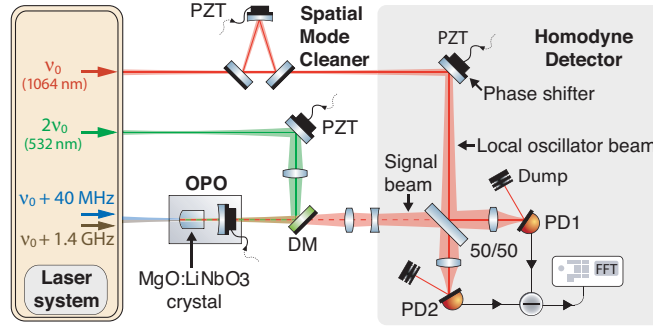 PZT
Spatial
Mode
Cleaner
Homodyne
Detector
PZT
ν₀
(1064 nm)
Phase shifter
2ν₀
(532 nm)
PZT
Local oscillator beam
Signal
beam
OPO
Dump
ν₀ + 40 MHz
ν₀ + 1.4 GHz
DM
50/50
PD1
Laser
system
MgO:LiNbO3
crystal
PD2
FFT